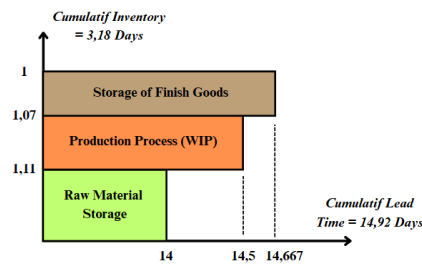 Cumulatif Inventory
= 3,18 Days
1
Storage of Finish Goods
1,07
Production Process (WIP)
1,11
Raw Material
Storage
Cumulatif Lead
Time = 14,92 Days
14
14,5
14,667